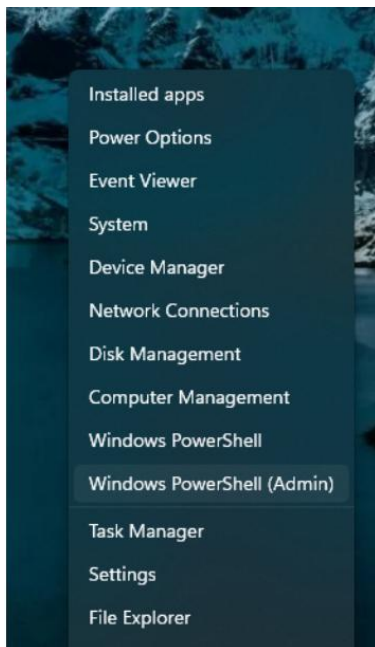 Installed apps
Power Options
Event Viewer
System
Device Manager
Network Connections
Disk Management
Computer Management
Windows PowerShell
Windows PowerShell (Admin)
Task Manager
Settings
File Explorer